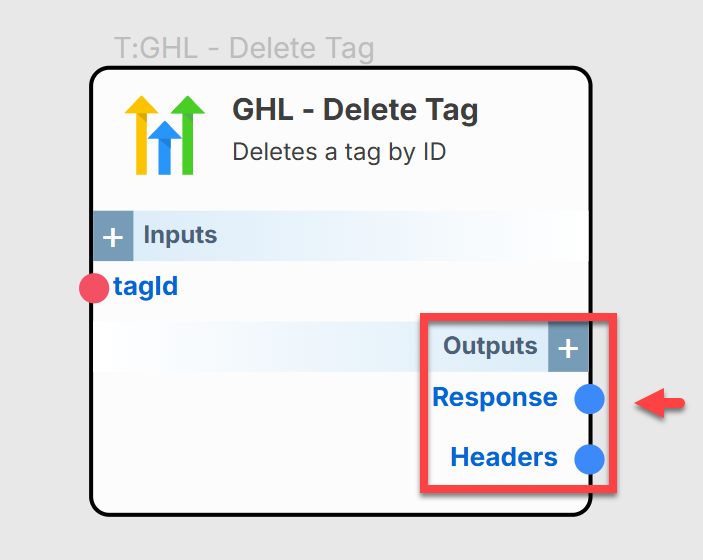 T:GHL - Delete Tag
GHL - Delete Tag
Deletes a tag by ID
+ Inputs
tagId
Outputs +
Response
Headers